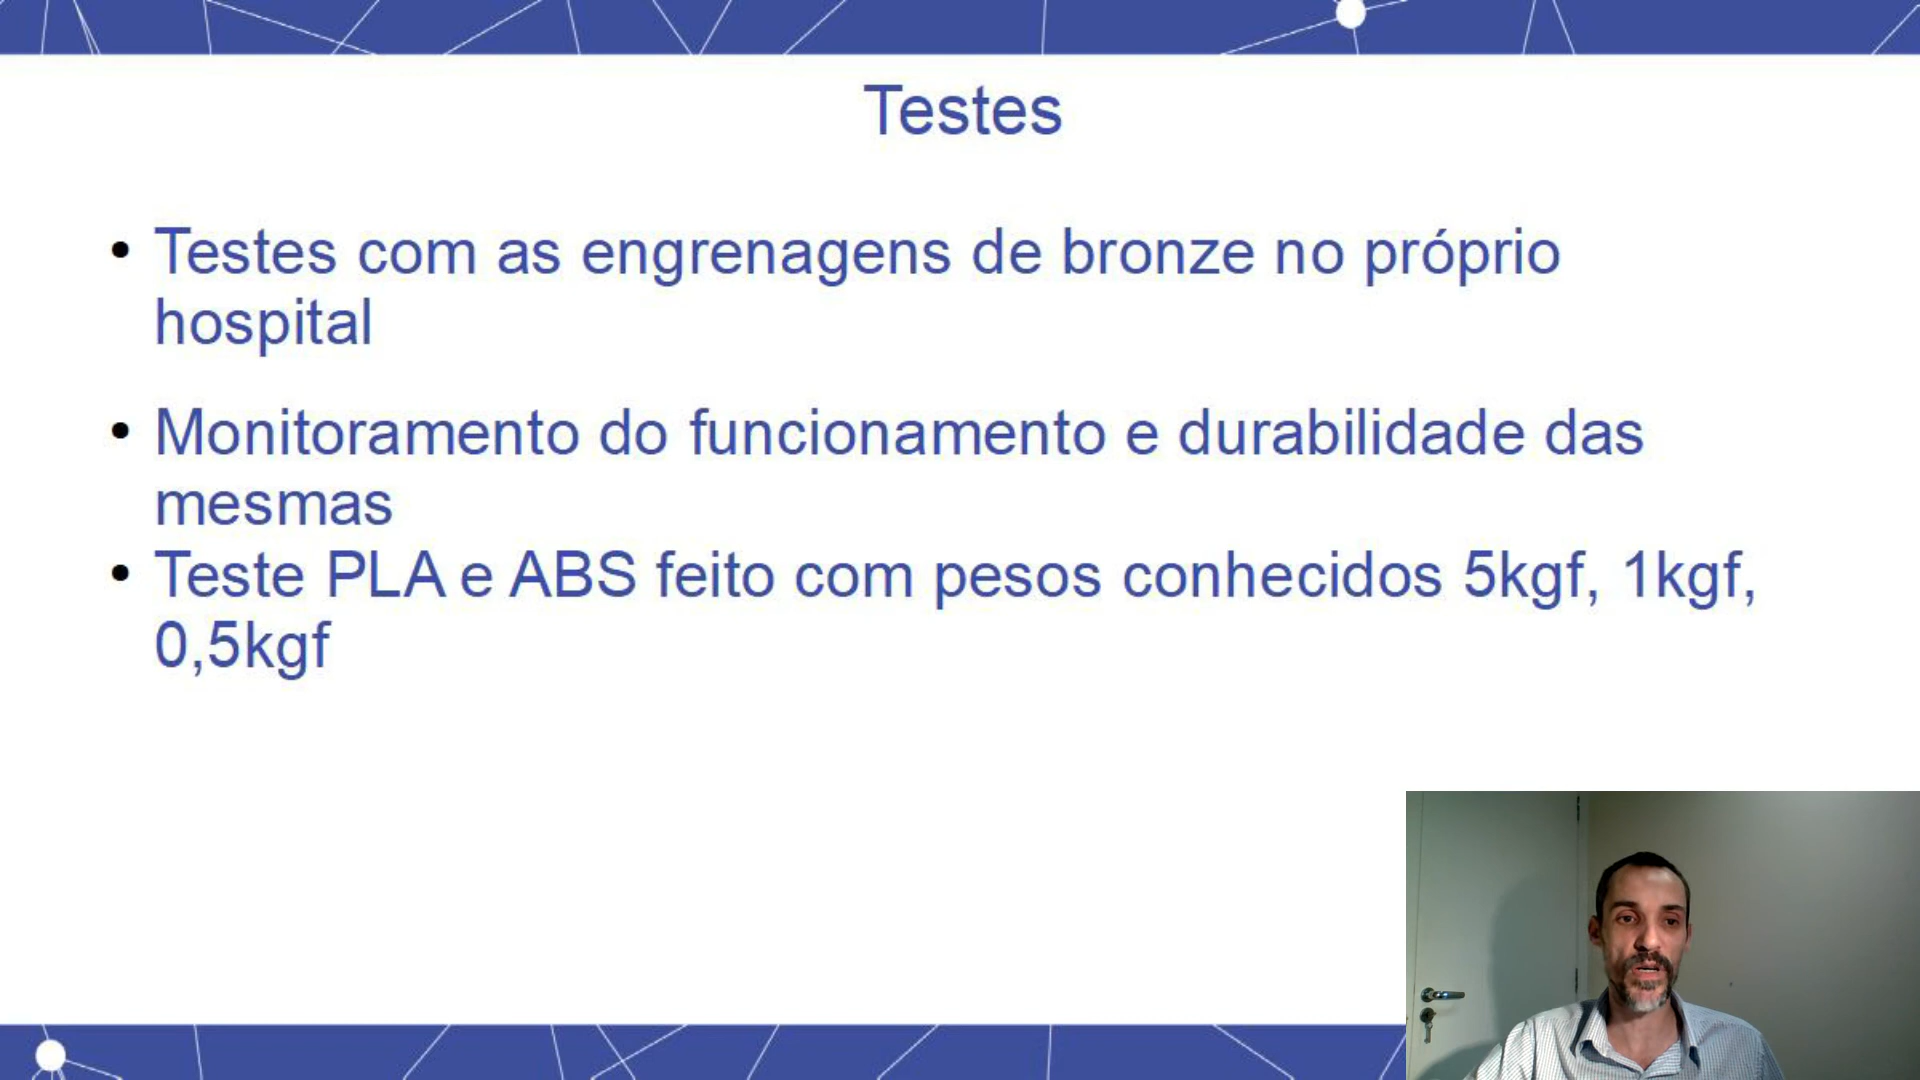 Testes
• Testes com as engrenagens de bronze no próprio
hospital
• Monitoramento do funcionamento e durabilidade das
mesmas
• Teste PLA e ABS feito com pesos conhecidos 5kgf, 1kgf,
0,5kgf